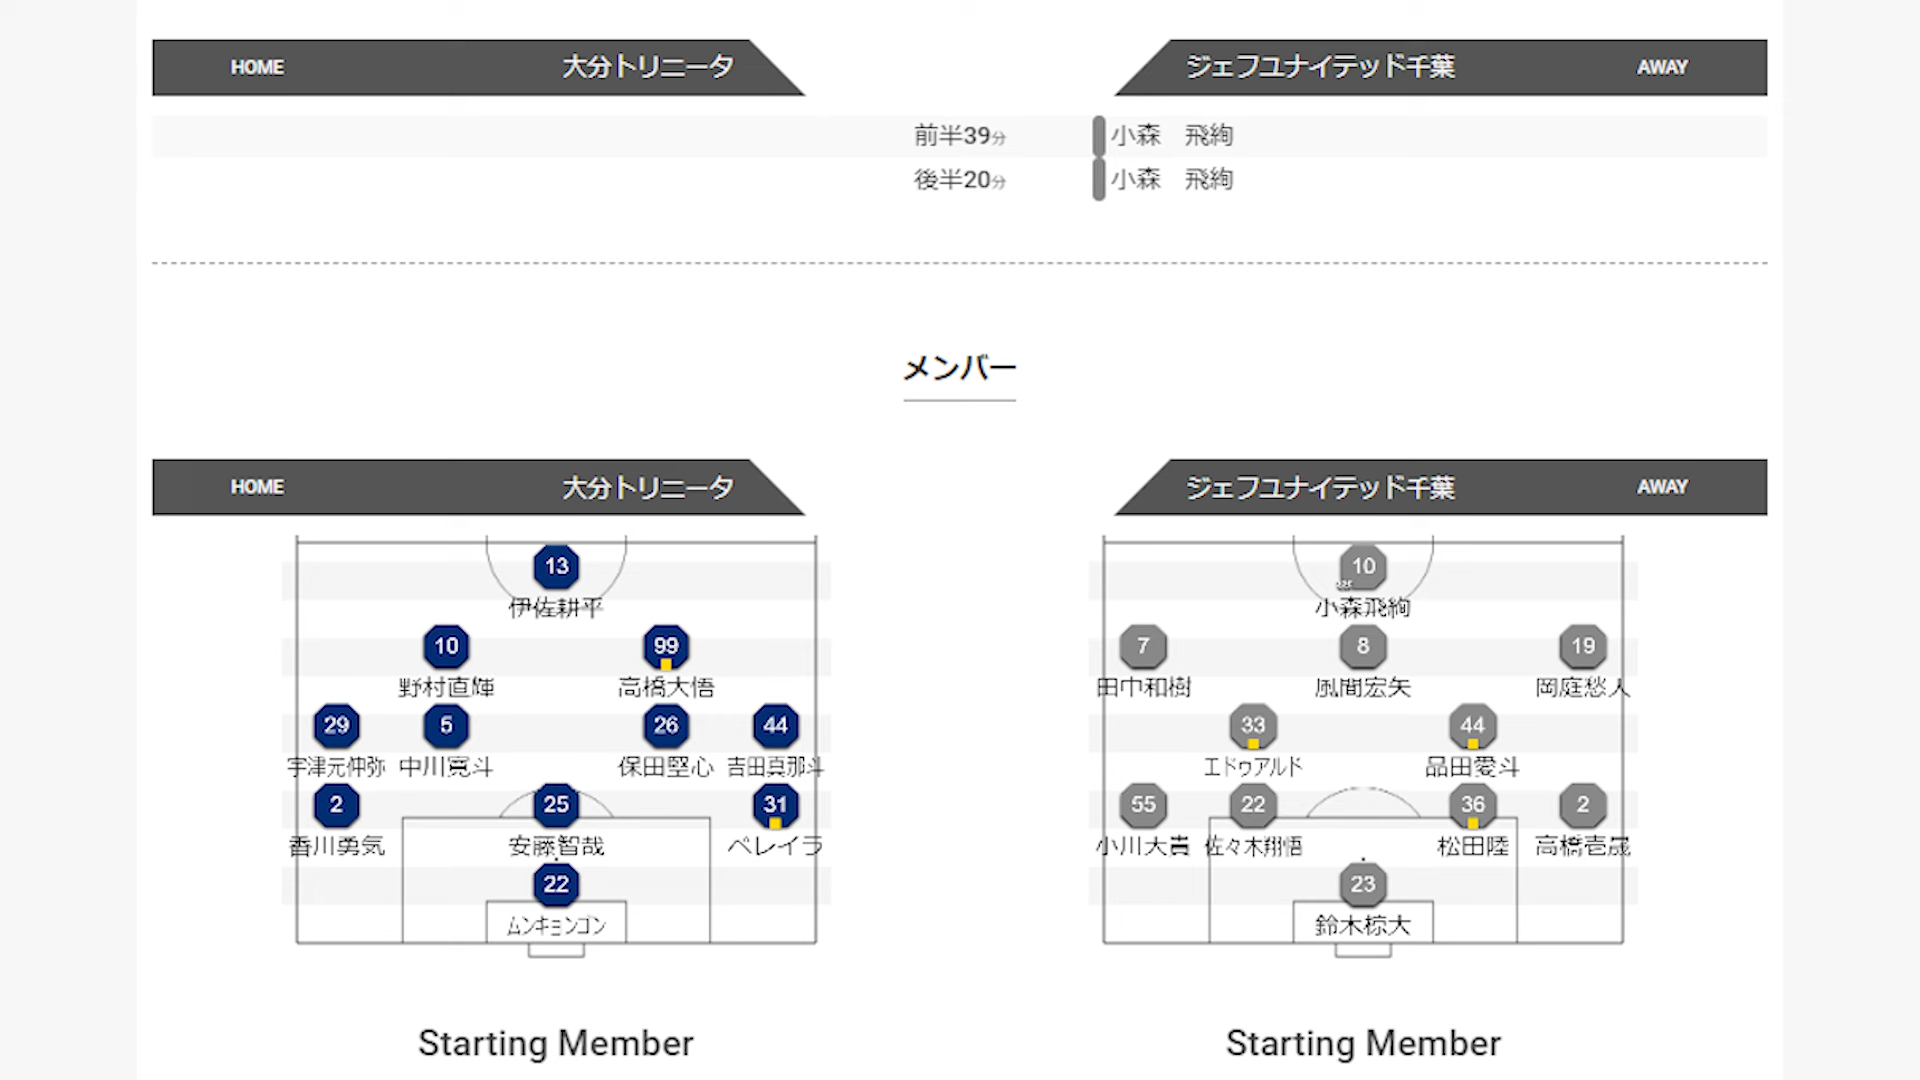 HOME 大分トリニータ ジェフユナイテッド千葉 AWAY
前半39分 小森 飛絢
後半20分 小森 飛絢
メンバー
HOME 大分トリニータ ジェフユナイテッド千葉 AWAY
13
伊佐耕平
10 99
野村直輝 高橋大悟
29 5 26 44
宇津元伸弥 中川寛斗 保田堅心 吉田真那斗
2 25 31
香川勇気 安藤智哉 ペレイラ
22
ムンキョンゴン
Starting Member
10
小森飛絢
7 8 19
田中和樹 風間宏矢 岡庭愁人
33 44
エドゥアルド 品田愛斗
55 22 36 2
小川大貴 佐々木翔悟 松田陸 高橋壱晟
23
鈴木椋大
Starting Member